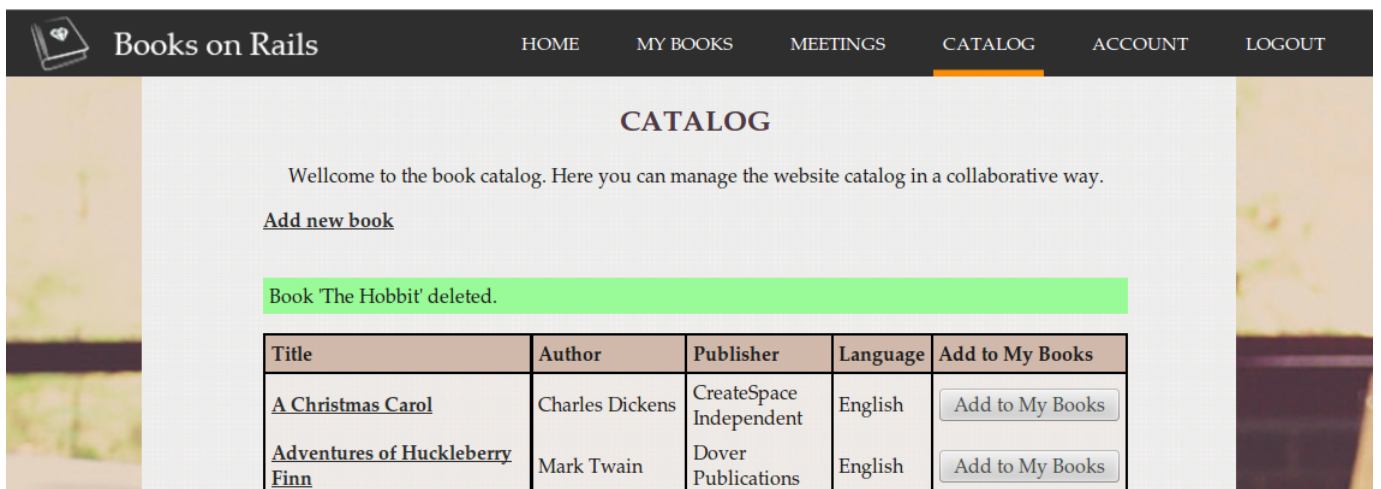 Books on Rails
HOME MY BOOKS MEETINGS CATALOG ACCOUNT LOGOUT
CATALOG
Wellcome to the book catalog. Here you can manage the website catalog in a collaborative way.
Add new book
Book 'The Hobbit' deleted.
Title Author Publisher Language Add to My Books
A Christmas Carol Charles Dickens CreateSpace Independent English Add to My Books
Adventures of Huckleberry Finn Mark Twain Dover Publications English Add to My Books